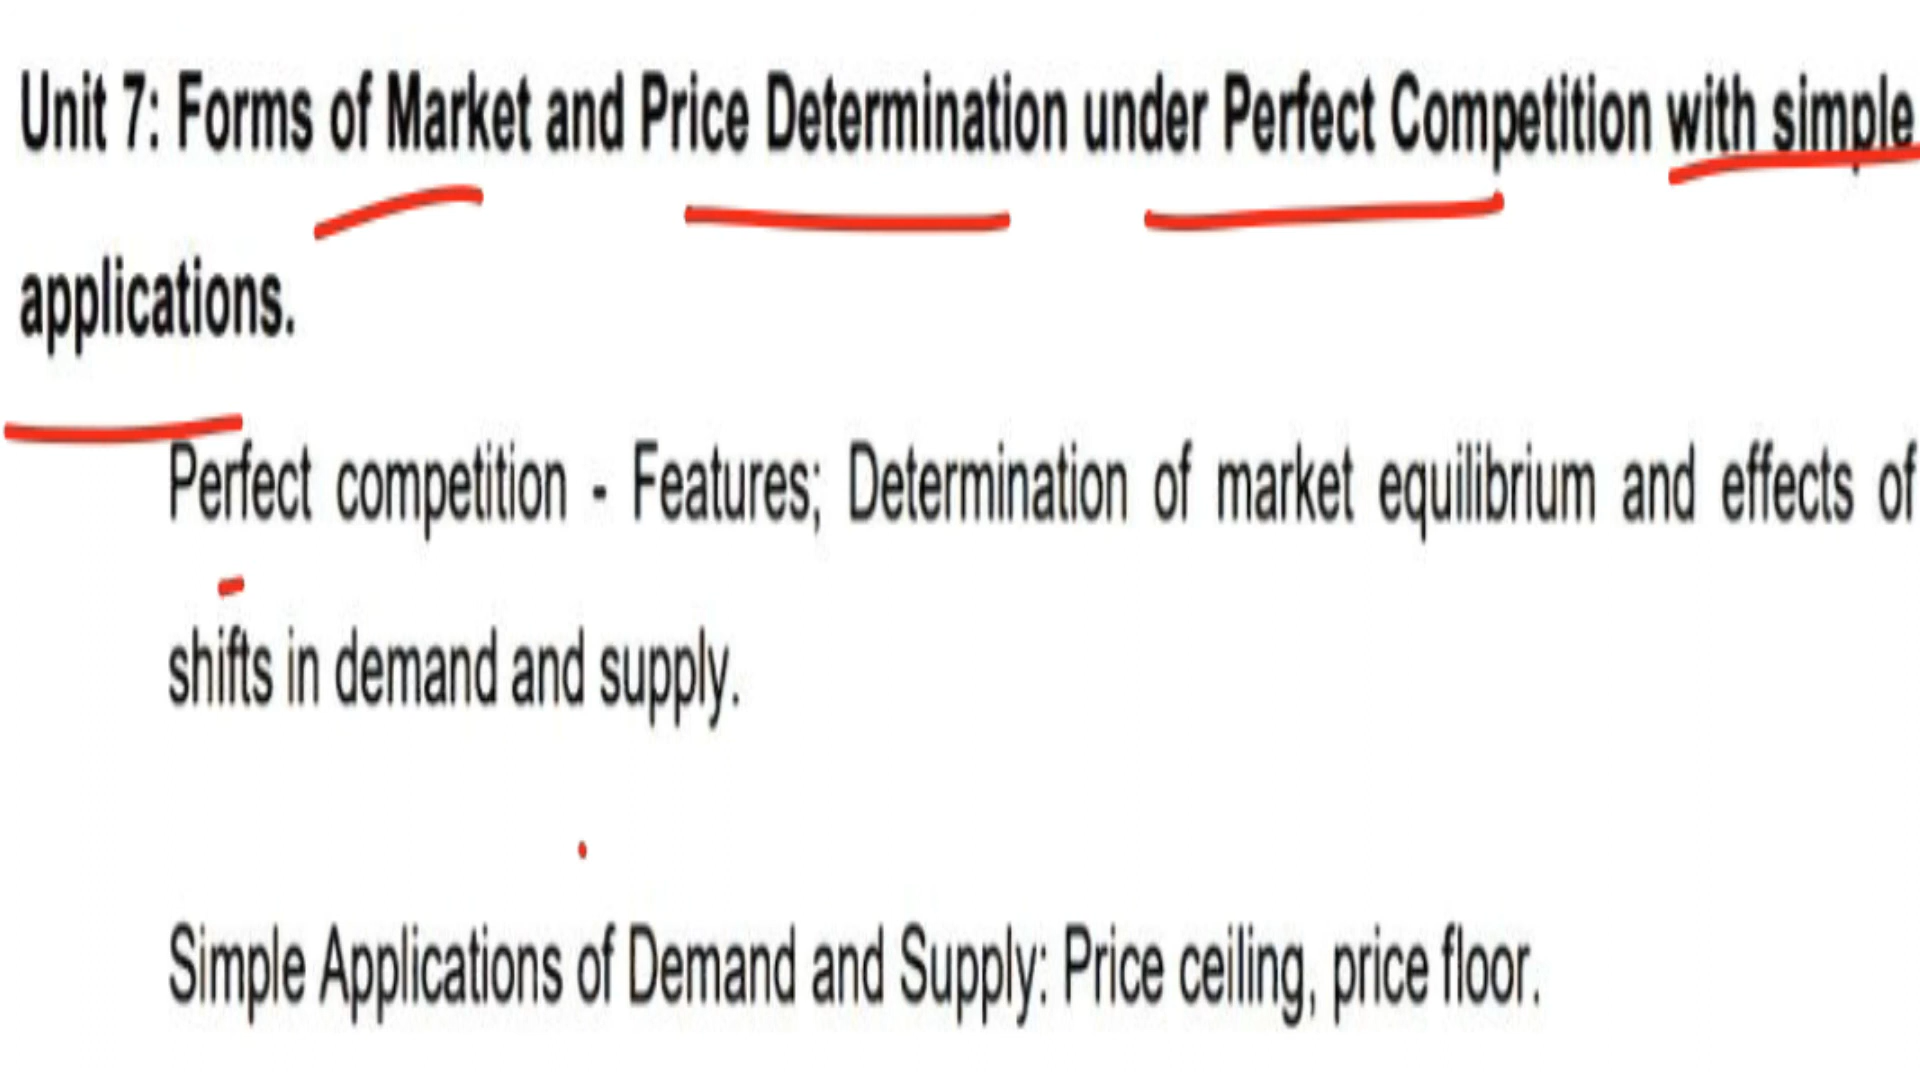 Unit 7: Forms of Market and Price Determination under Perfect Competition with simple
applications.
Perfect competition - Features; Determination of market equilibrium and effects of
shifts in demand and supply.
Simple Applications of Demand and Supply: Price ceiling, price floor.